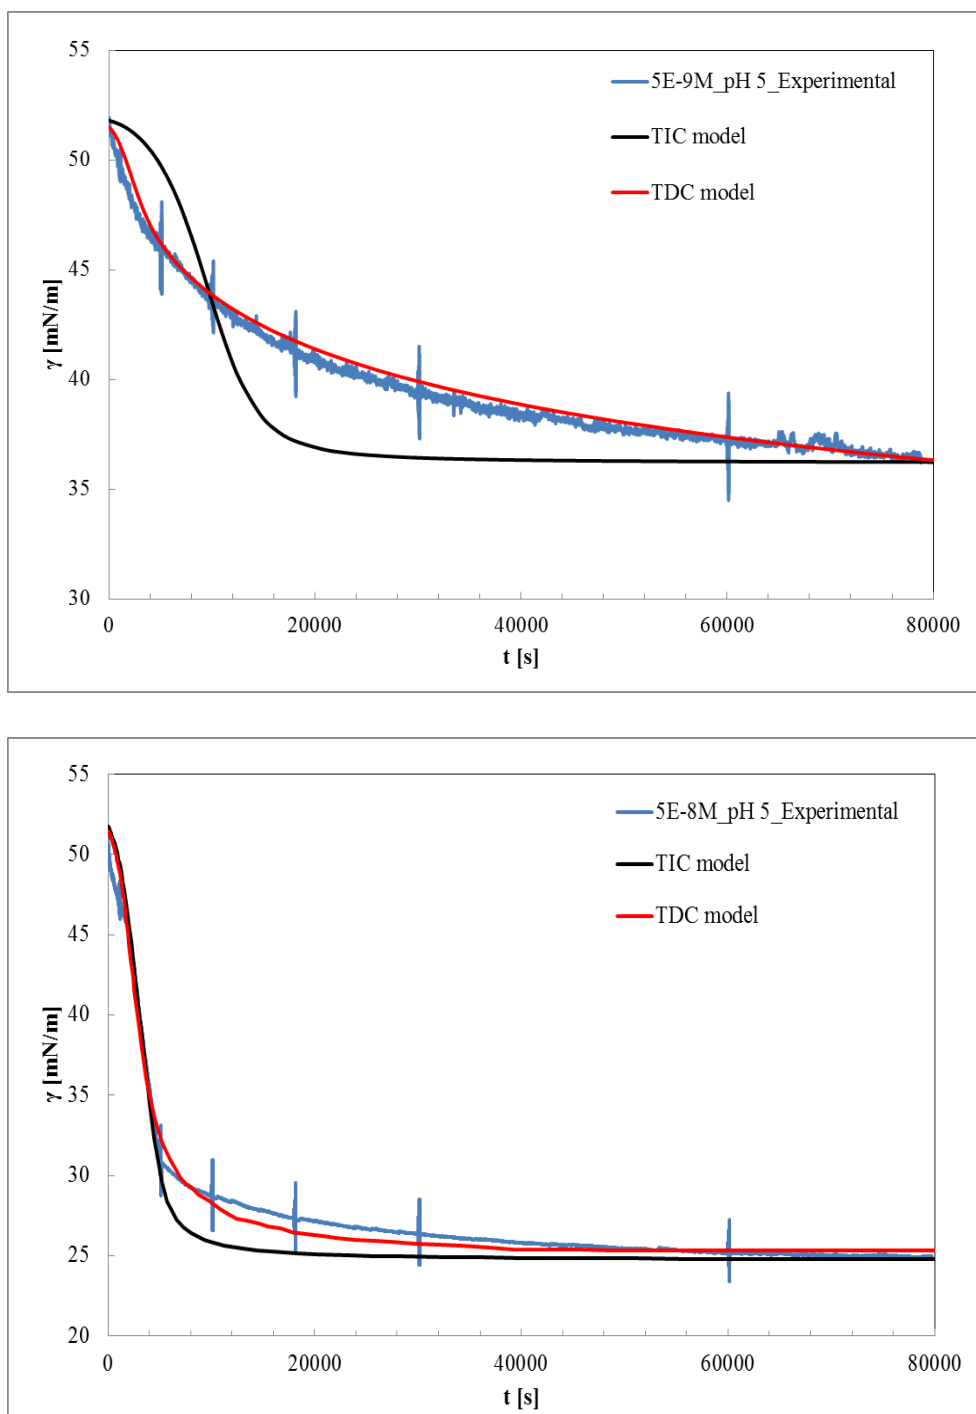 55
50
45
40
35
30
γ [mN/m]
5E-9M_pH 5_Experimental
TIC model
TDC model
0 20000 40000 60000 80000
t [s]
55
50
45
40
35
30
25
20
γ [mN/m]
5E-8M_pH 5_Experimental
TIC model
TDC model
0 20000 40000 60000 80000
t [s]